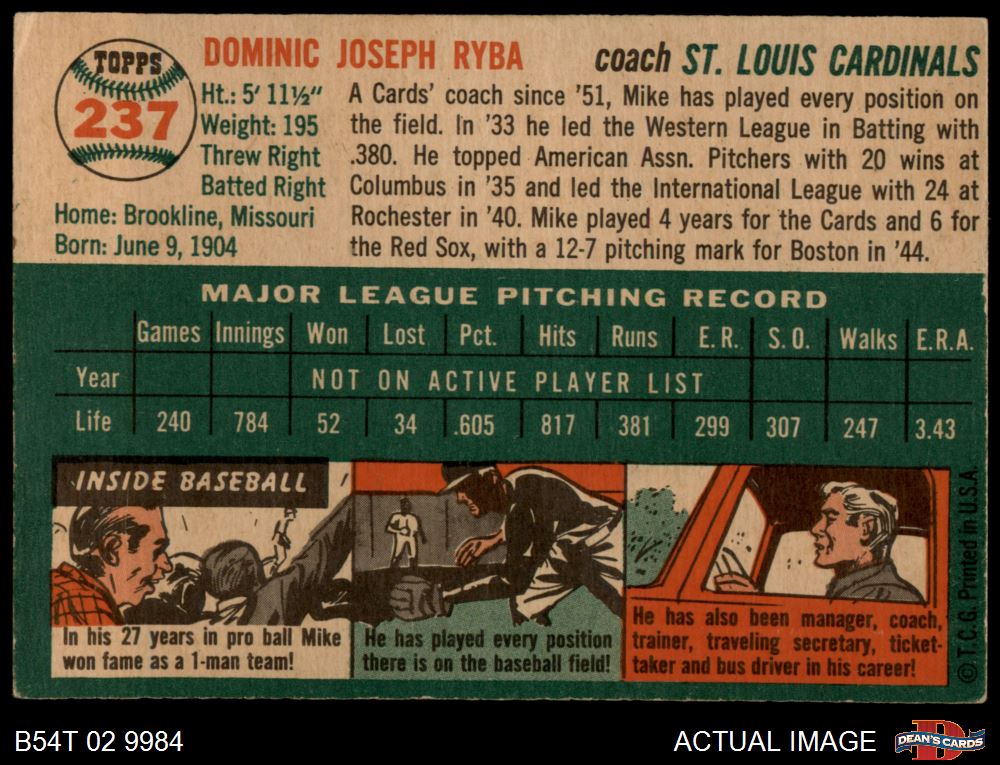 TOPPS
237
DOMINIC JOSEPH RYBA
coach ST. LOUIS CARDINALS
Ht.: 5' 11½"
Weight: 195
Threw Right
Batted Right
Home: Brookline, Missouri
Born: June 9, 1904
A Cards' coach since '51, Mike has played every position on
the field. In '33 he led the Western League in Batting with
.380. He topped American Assn. Pitchers with 20 wins at
Columbus in '35 and led the International League with 24 at
Rochester in '40. Mike played 4 years for the Cards and 6 for
the Red Sox, with a 12-7 pitching mark for Boston in '44.
MAJOR LEAGUE PITCHING RECORD
Games Innings Won Lost Pct. Hits Runs E. R. S. O. Walks E.R.A.
Year NOT ON ACTIVE PLAYER LIST
Life 240 784 52 34 .605 817 381 299 307 247 3.43
INSIDE BASEBALL
In his 27 years in pro ball Mike
won fame as a 1-man team!
He has played every position
there is on the baseball field!
He has also been manager, coach,
trainer, traveling secretary, ticket-
taker and bus driver in his career!
© T.C.G. Printed in U.S.A.
B54T 02 9984
ACTUAL IMAGE
DEAN'S CARDS